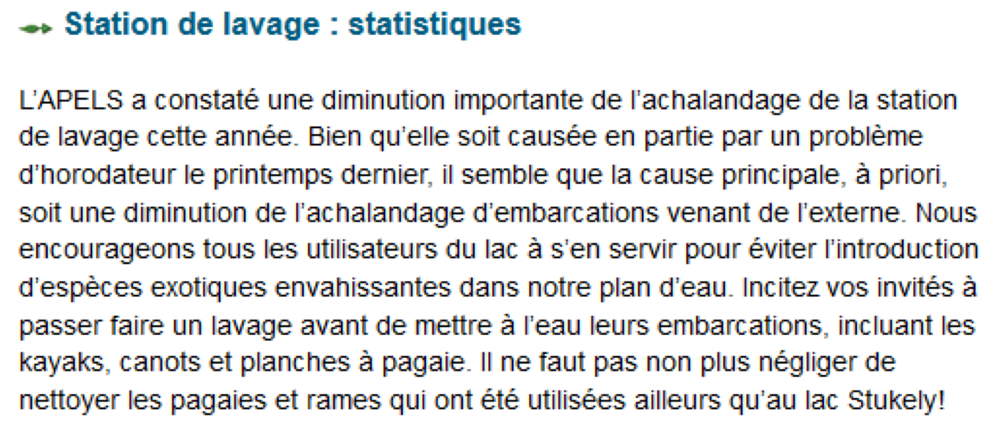 Station de lavage : statistiques
L'APELS a constaté une diminution importante de l'achalandage de la station
de lavage cette année. Bien qu'elle soit causée en partie par un problème
d'horodateur le printemps dernier, il semble que la cause principale, à priori,
soit une diminution de l'achalandage d'embarcations venant de l'externe. Nous
encourageons tous les utilisateurs du lac à s'en servir pour éviter l'introduction
d'espèces exotiques envahissantes dans notre plan d'eau. Incitez vos invités à
passer faire un lavage avant de mettre à l'eau leurs embarcations, incluant les
kayaks, canots et planches à pagaie. Il ne faut pas non plus négliger de
nettoyer les pagaies et rames qui ont été utilisées ailleurs qu'au lac Stukely!